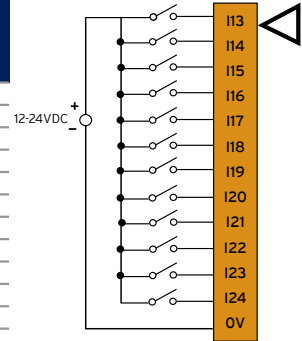 I13
I14
I15
I16
12-24VDC
+
−
I17
I18
I19
I20
I21
I22
I23
I24
0V